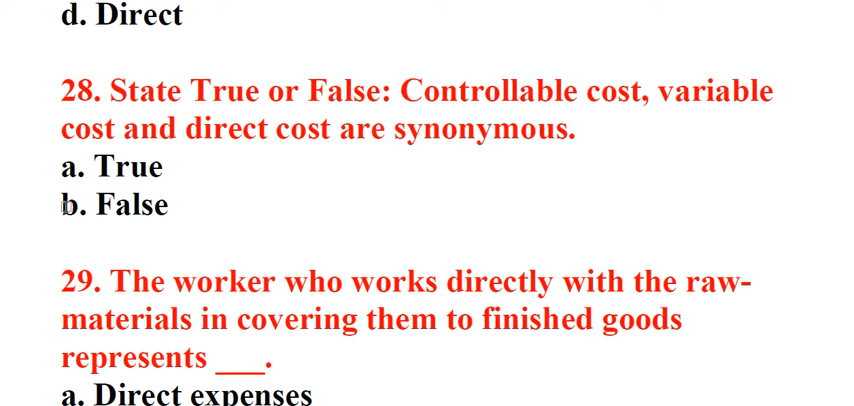 d. Direct
28. State True or False: Controllable cost, variable
cost and direct cost are synonymous.
a. True
b. False
29. The worker who works directly with the raw-
materials in covering them to finished goods
represents ___.
a. Direct expenses